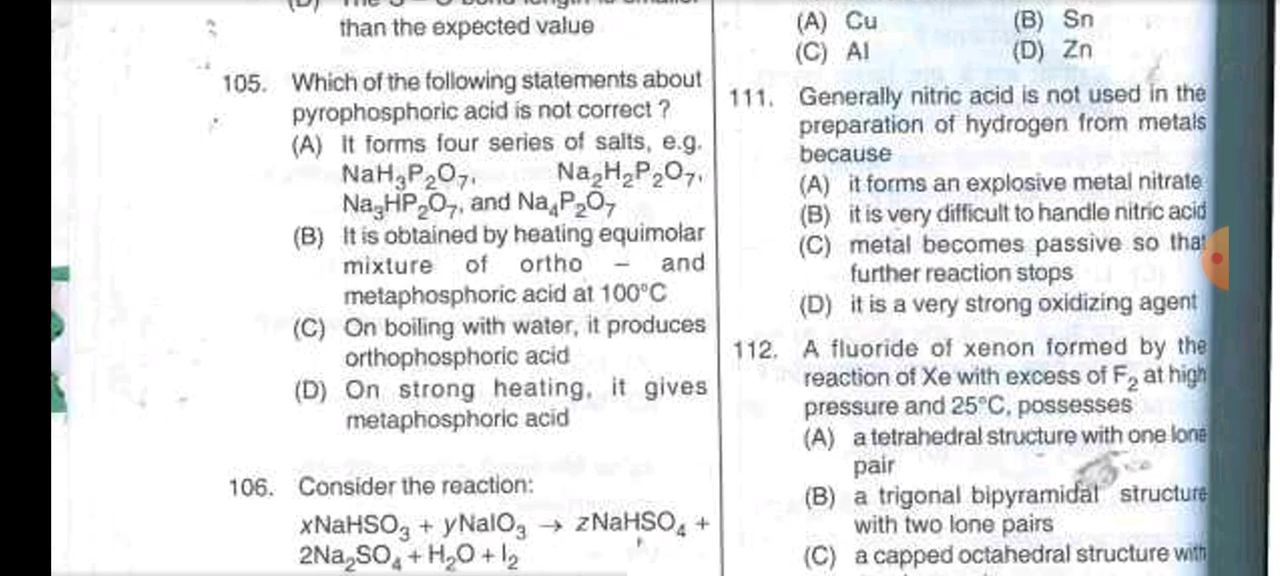 than the expected value
105. Which of the following statements about
pyrophosphoric acid is not correct ?
(A) It forms four series of salts, e.g.
NaH₃P₂O₇, Na₂H₂P₂O₇,
Na₃HP₂O₇, and Na₄P₂O₇
(B) It is obtained by heating equimolar
mixture of ortho – and
metaphosphoric acid at 100°C
(C) On boiling with water, it produces
orthophosphoric acid
(D) On strong heating, it gives
metaphosphoric acid
106. Consider the reaction:
xNaHSO₃ + yNaIO₃ → zNaHSO₄ +
2Na₂SO₄ + H₂O + I₂
(A) Cu (B) Sn
(C) Al (D) Zn
111. Generally nitric acid is not used in the
preparation of hydrogen from metals
because
(A) it forms an explosive metal nitrate
(B) it is very difficult to handle nitric acid
(C) metal becomes passive so that
further reaction stops
(D) it is a very strong oxidizing agent
112. A fluoride of xenon formed by the
reaction of Xe with excess of F₂ at high
pressure and 25°C, possesses
(A) a tetrahedral structure with one lone
pair
(B) a trigonal bipyramidal structure
with two lone pairs
(C) a capped octahedral structure with